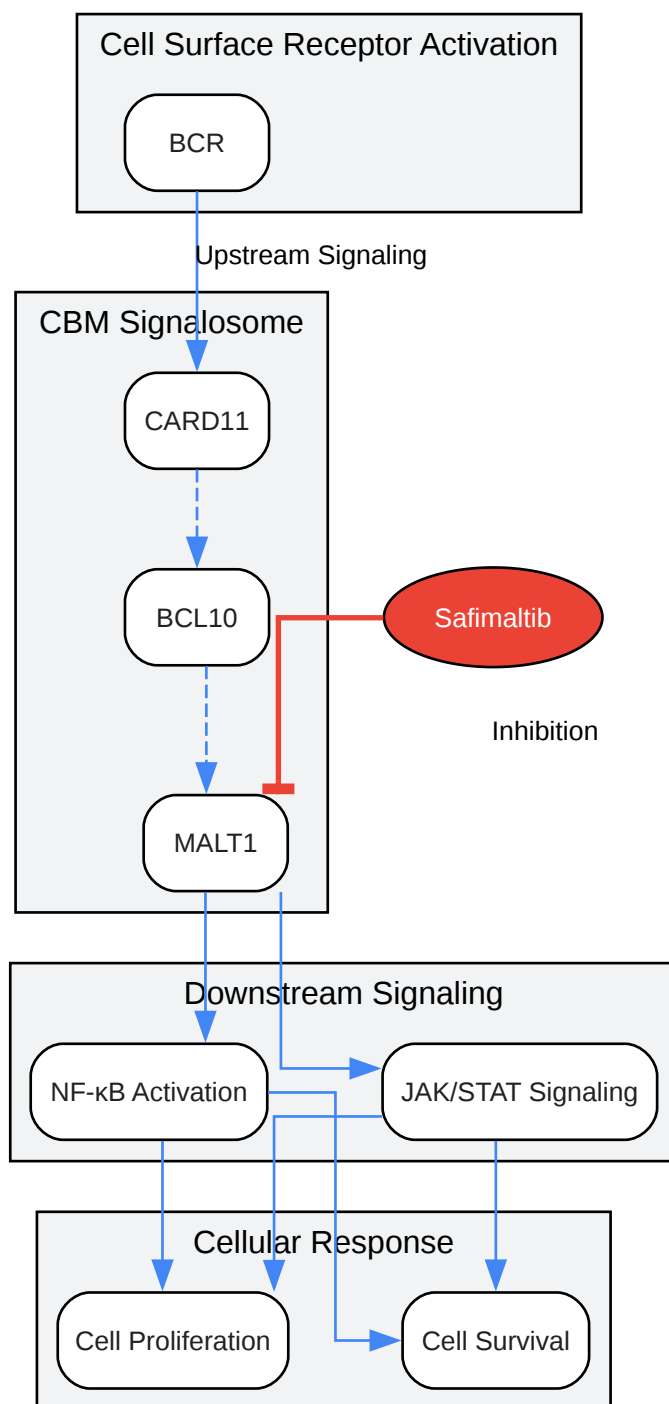 Cell Surface Receptor Activation
BCR
Upstream Signaling
CBM Signalosome
CARD11
BCL10
Safimaltib
Inhibition
MALT1
Downstream Signaling
NF-κB Activation
JAK/STAT Signaling
Cellular Response
Cell Proliferation
Cell Survival